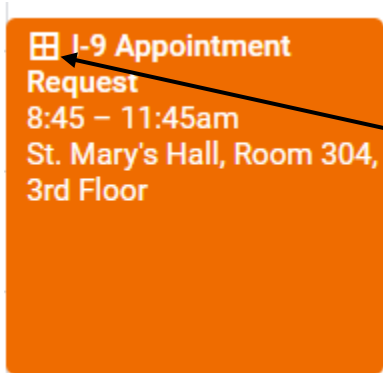 I-9 Appointment
Request
8:45 – 11:45am
St. Mary's Hall, Room 304,
3rd Floor